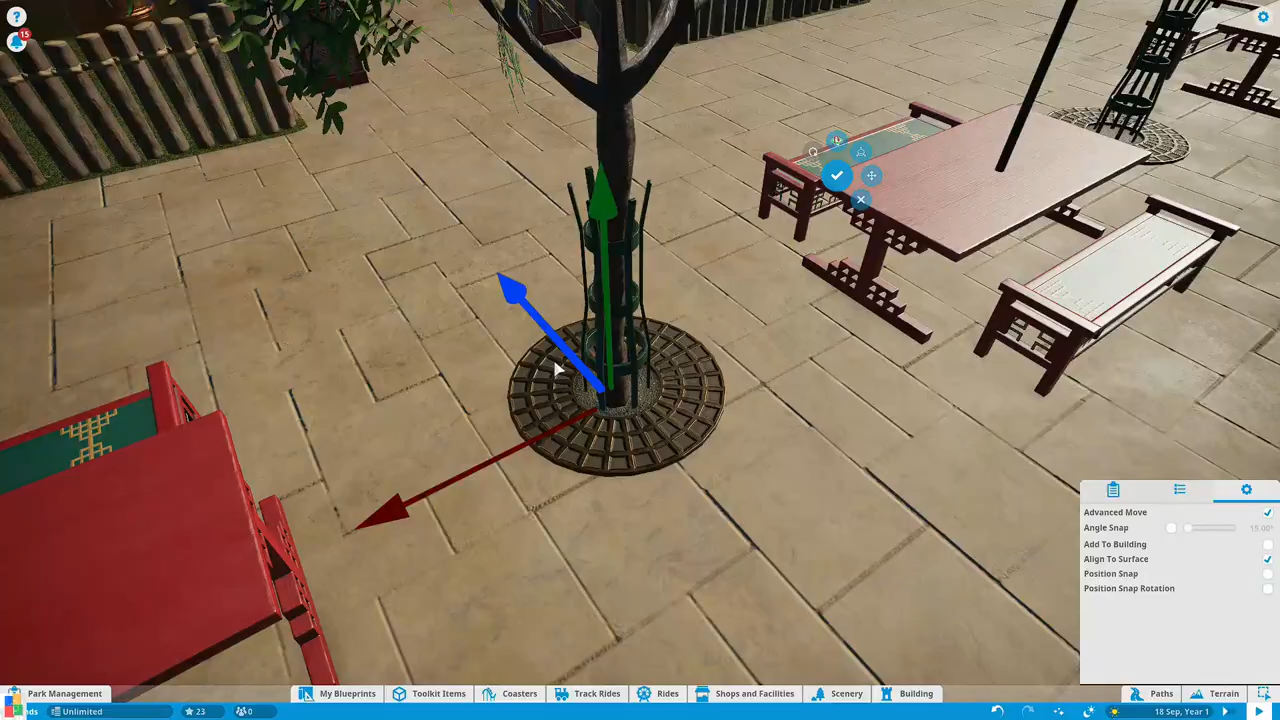 ?
15
Advanced Move
Angle Snap 15.00°
Add To Building
Align To Surface
Position Snap
Position Snap Rotation
Park Management
My Blueprints
Toolkit Items
Coasters
Track Rides
Rides
Shops and Facilities
Scenery
Building
Paths
Terrain
Unlimited
23
0
18 Sep, Year 1